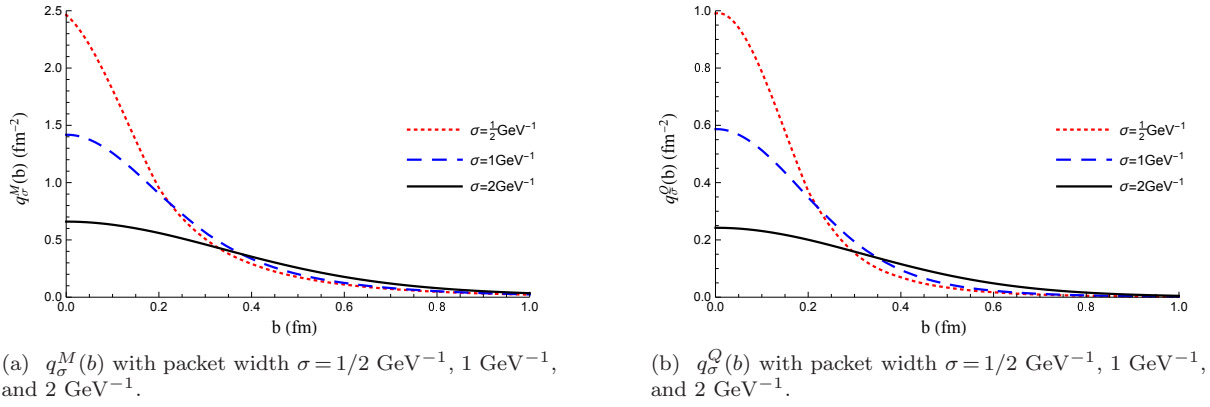 2.5
2.0
1.5
1.0
0.5
0.0
q_σ^M(b) (fm⁻²)
σ=1/2GeV⁻¹
σ=1GeV⁻¹
σ=2GeV⁻¹
0.0 0.2 0.4 0.6 0.8 1.0
b (fm)
(a) q_σ^M(b) with packet width σ = 1/2 GeV⁻¹, 1 GeV⁻¹,
and 2 GeV⁻¹.
1.0
0.8
0.6
0.4
0.2
0.0
q_σ^Q(b) (fm⁻²)
σ=1/2GeV⁻¹
σ=1GeV⁻¹
σ=2GeV⁻¹
0.0 0.2 0.4 0.6 0.8 1.0
b (fm)
(b) q_σ^Q(b) with packet width σ = 1/2 GeV⁻¹, 1 GeV⁻¹,
and 2 GeV⁻¹.